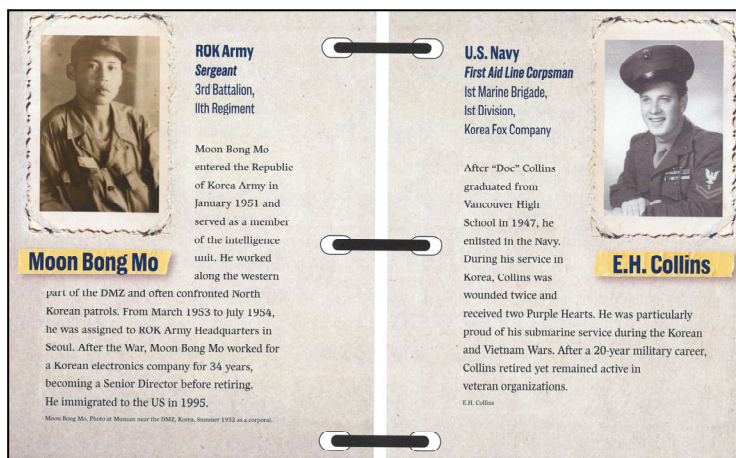 ROK Army
Sergeant
3rd Battalion,
11th Regiment
Moon Bong Mo
entered the Republic
of Korea Army in
January 1951 and
served as a member
of the intelligence
unit. He worked
along the western
part of the DMZ and often confronted North
Korean patrols. From March 1953 to July 1954,
he was assigned to ROK Army Headquarters in
Seoul. After the War, Moon Bong Mo worked for
a Korean electronics company for 34 years,
becoming a Senior Director before retiring.
He immigrated to the US in 1995.
Moon Bong Mo
Moon Bong Mo, Photo at Munsan near the DMZ, Korea, Summer 1952 as a corporal.
U.S. Navy
First Aid Line Corpsman
1st Marine Brigade,
1st Division,
Korea Fox Company
After “Doc” Collins
graduated from
Vancouver High
School in 1947, he
enlisted in the Navy.
During his service in
Korea, Collins was
wounded twice and
received two Purple Hearts. He was particularly
proud of his submarine service during the Korean
and Vietnam Wars. After a 20-year military career,
Collins retired yet remained active in
veteran organizations.
E.H. Collins
E.H. Collins